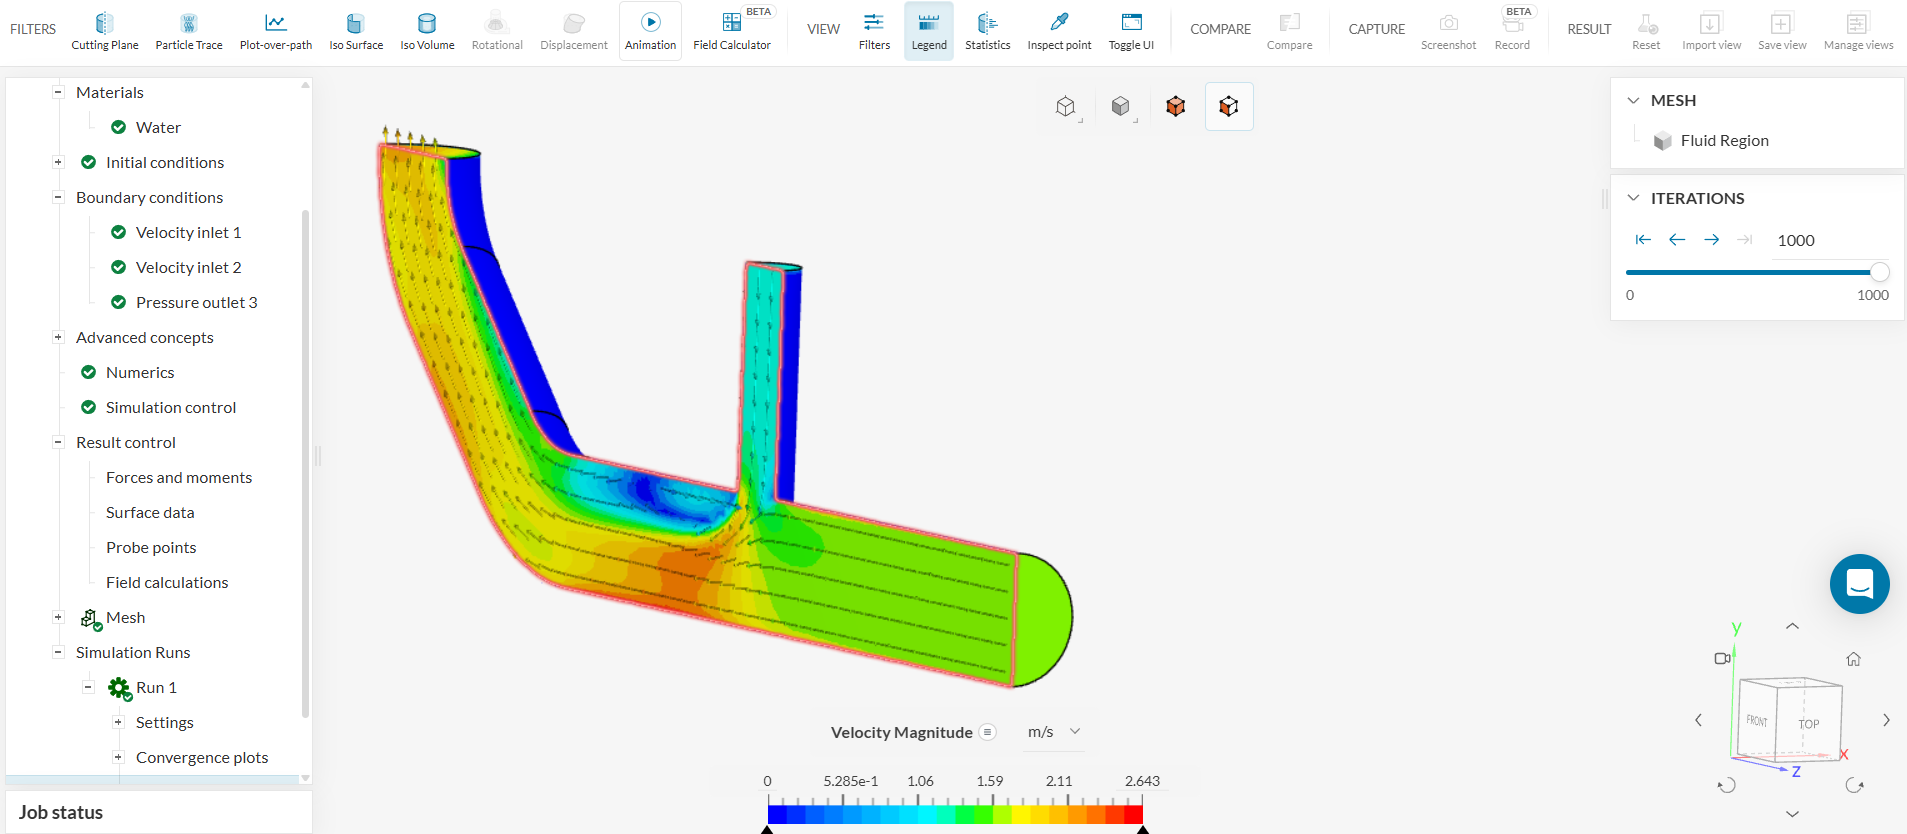 FILTERS
Cutting Plane
Particle Trace
Plot-over-path
Iso Surface
Iso Volume
Rotational
Displacement
Animation
BETA
Field Calculator
VIEW
Filters
Legend
Statistics
Inspect point
Toggle UI
COMPARE
Compare
CAPTURE
Screenshot
BETA
Record
RESULT
Reset
Import view
Save view
Manage views
Materials
Water
Initial conditions
Boundary conditions
Velocity inlet 1
Velocity inlet 2
Pressure outlet 3
Advanced concepts
Numerics
Simulation control
Result control
Forces and moments
Surface data
Probe points
Field calculations
Mesh
Simulation Runs
Run 1
Settings
Convergence plots
Job status
MESH
Fluid Region
ITERATIONS
1000
0 1000
Velocity Magnitude m/s
0 5.285e-1 1.06 1.59 2.11 2.643
y
FRONT
TOP
X
Z